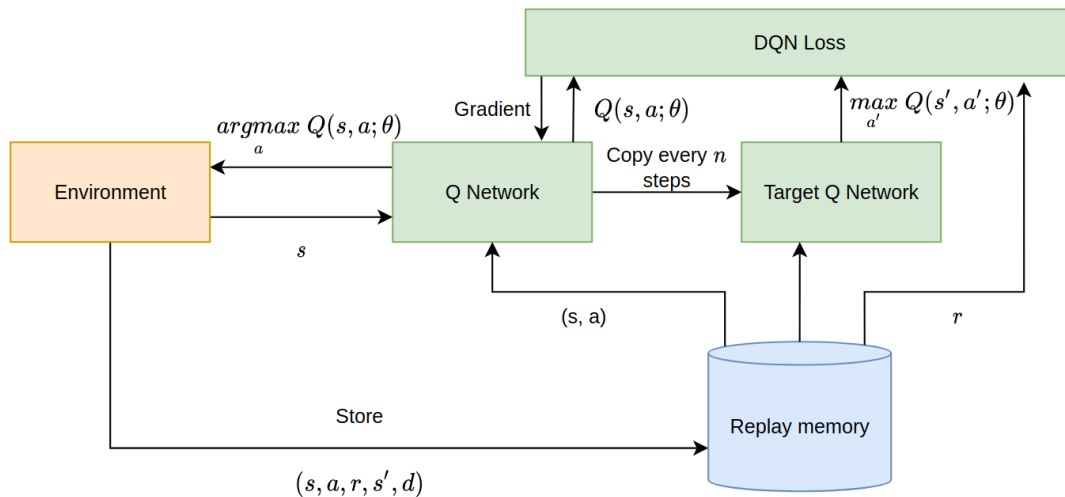 DQN Loss
Gradient
Q(s, a; θ)
max Q(s′, a′; θ)
a′
argmax Q(s, a; θ)
a
Copy every n
steps
Environment
Q Network
Target Q Network
s
(s, a)
r
Store
Replay memory
(s, a, r, s′, d)